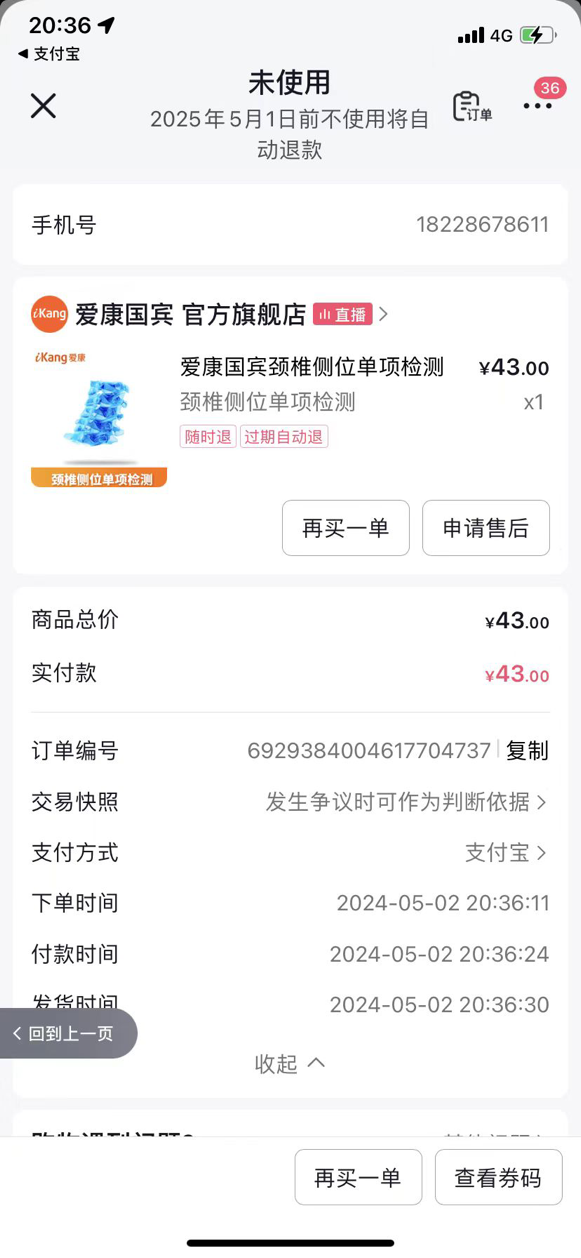 20:36
4G
支付宝
未使用
2025年5月1日前不使用将自
动退款
订单
36
手机号 18228678611
iKang 爱康国宾 官方旗舰店 直播
iKang爱康
颈椎侧位单项检测
爱康国宾颈椎侧位单项检测 ¥43.00
颈椎侧位单项检测 x1
随时退 过期自动退
再买一单 申请售后
商品总价 ¥43.00
实付款 ¥43.00
订单编号 6929384004617704737 复制
交易快照 发生争议时可作为判断依据
支付方式 支付宝
下单时间 2024-05-02 20:36:11
付款时间 2024-05-02 20:36:24
发货时间 2024-05-02 20:36:30
回到上一页
收起
再买一单 查看券码